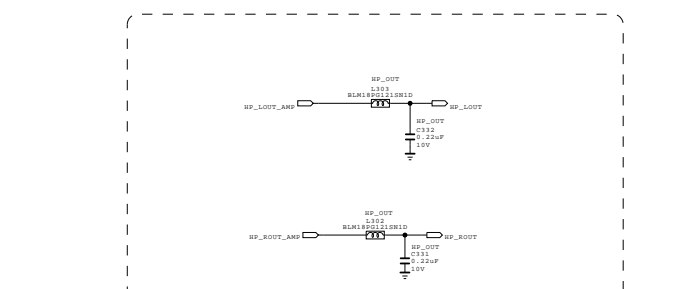 HP_OUT
L303
BLM18PG121SN1D
HP_LOUT_AMP
HP_LOUT
HP_OUT
C332
0.22uF
10V
HP_OUT
L302
BLM18PG121SN1D
HP_ROUT_AMP
HP_ROUT
HP_OUT
C331
0.22uF
10V